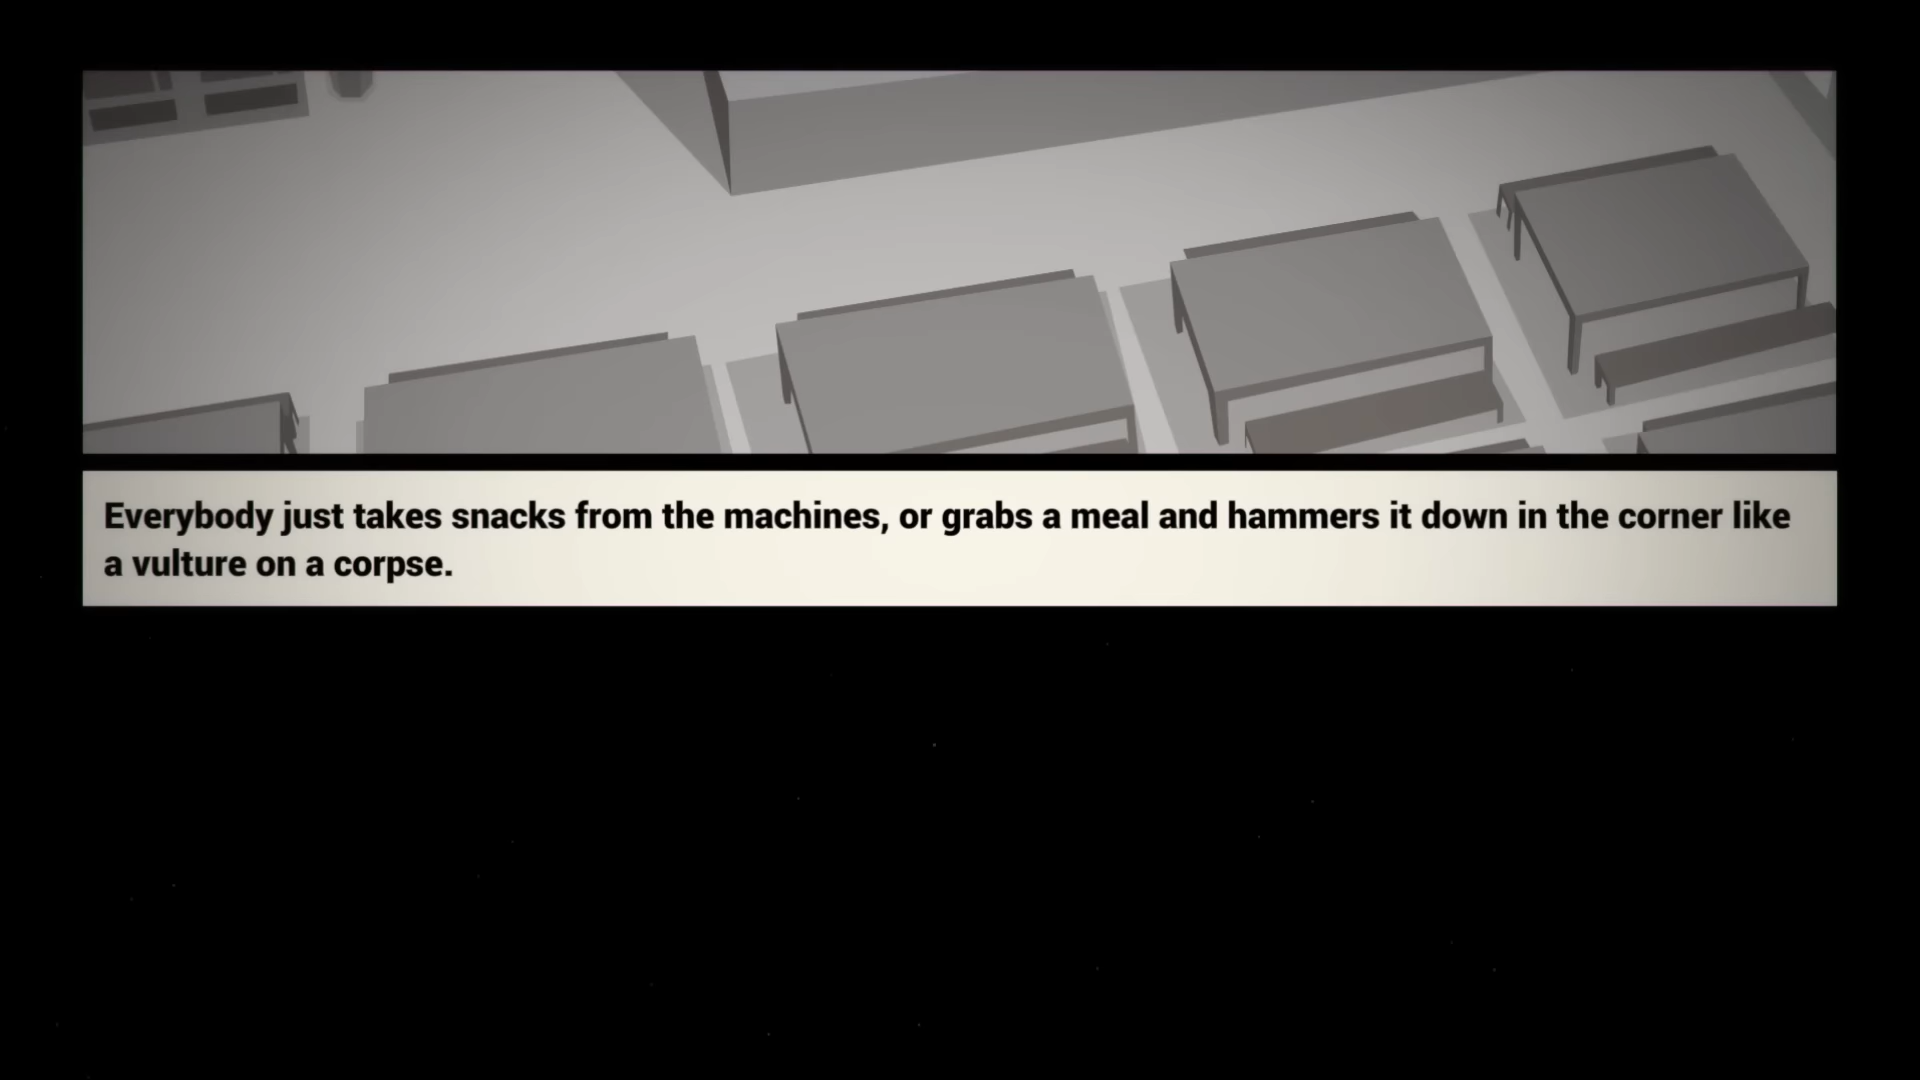 Everybody just takes snacks from the machines, or grabs a meal and hammers it down in the corner like
a vulture on a corpse.